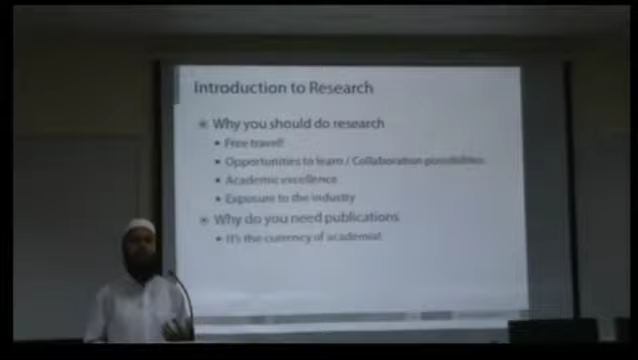 Introduction to Research
Why you should do research
Free travel!
Opportunities to learn / Collaboration possibilities
Academic excellence
Exposure to the industry
Why do you need publications
It's the currency of academia!